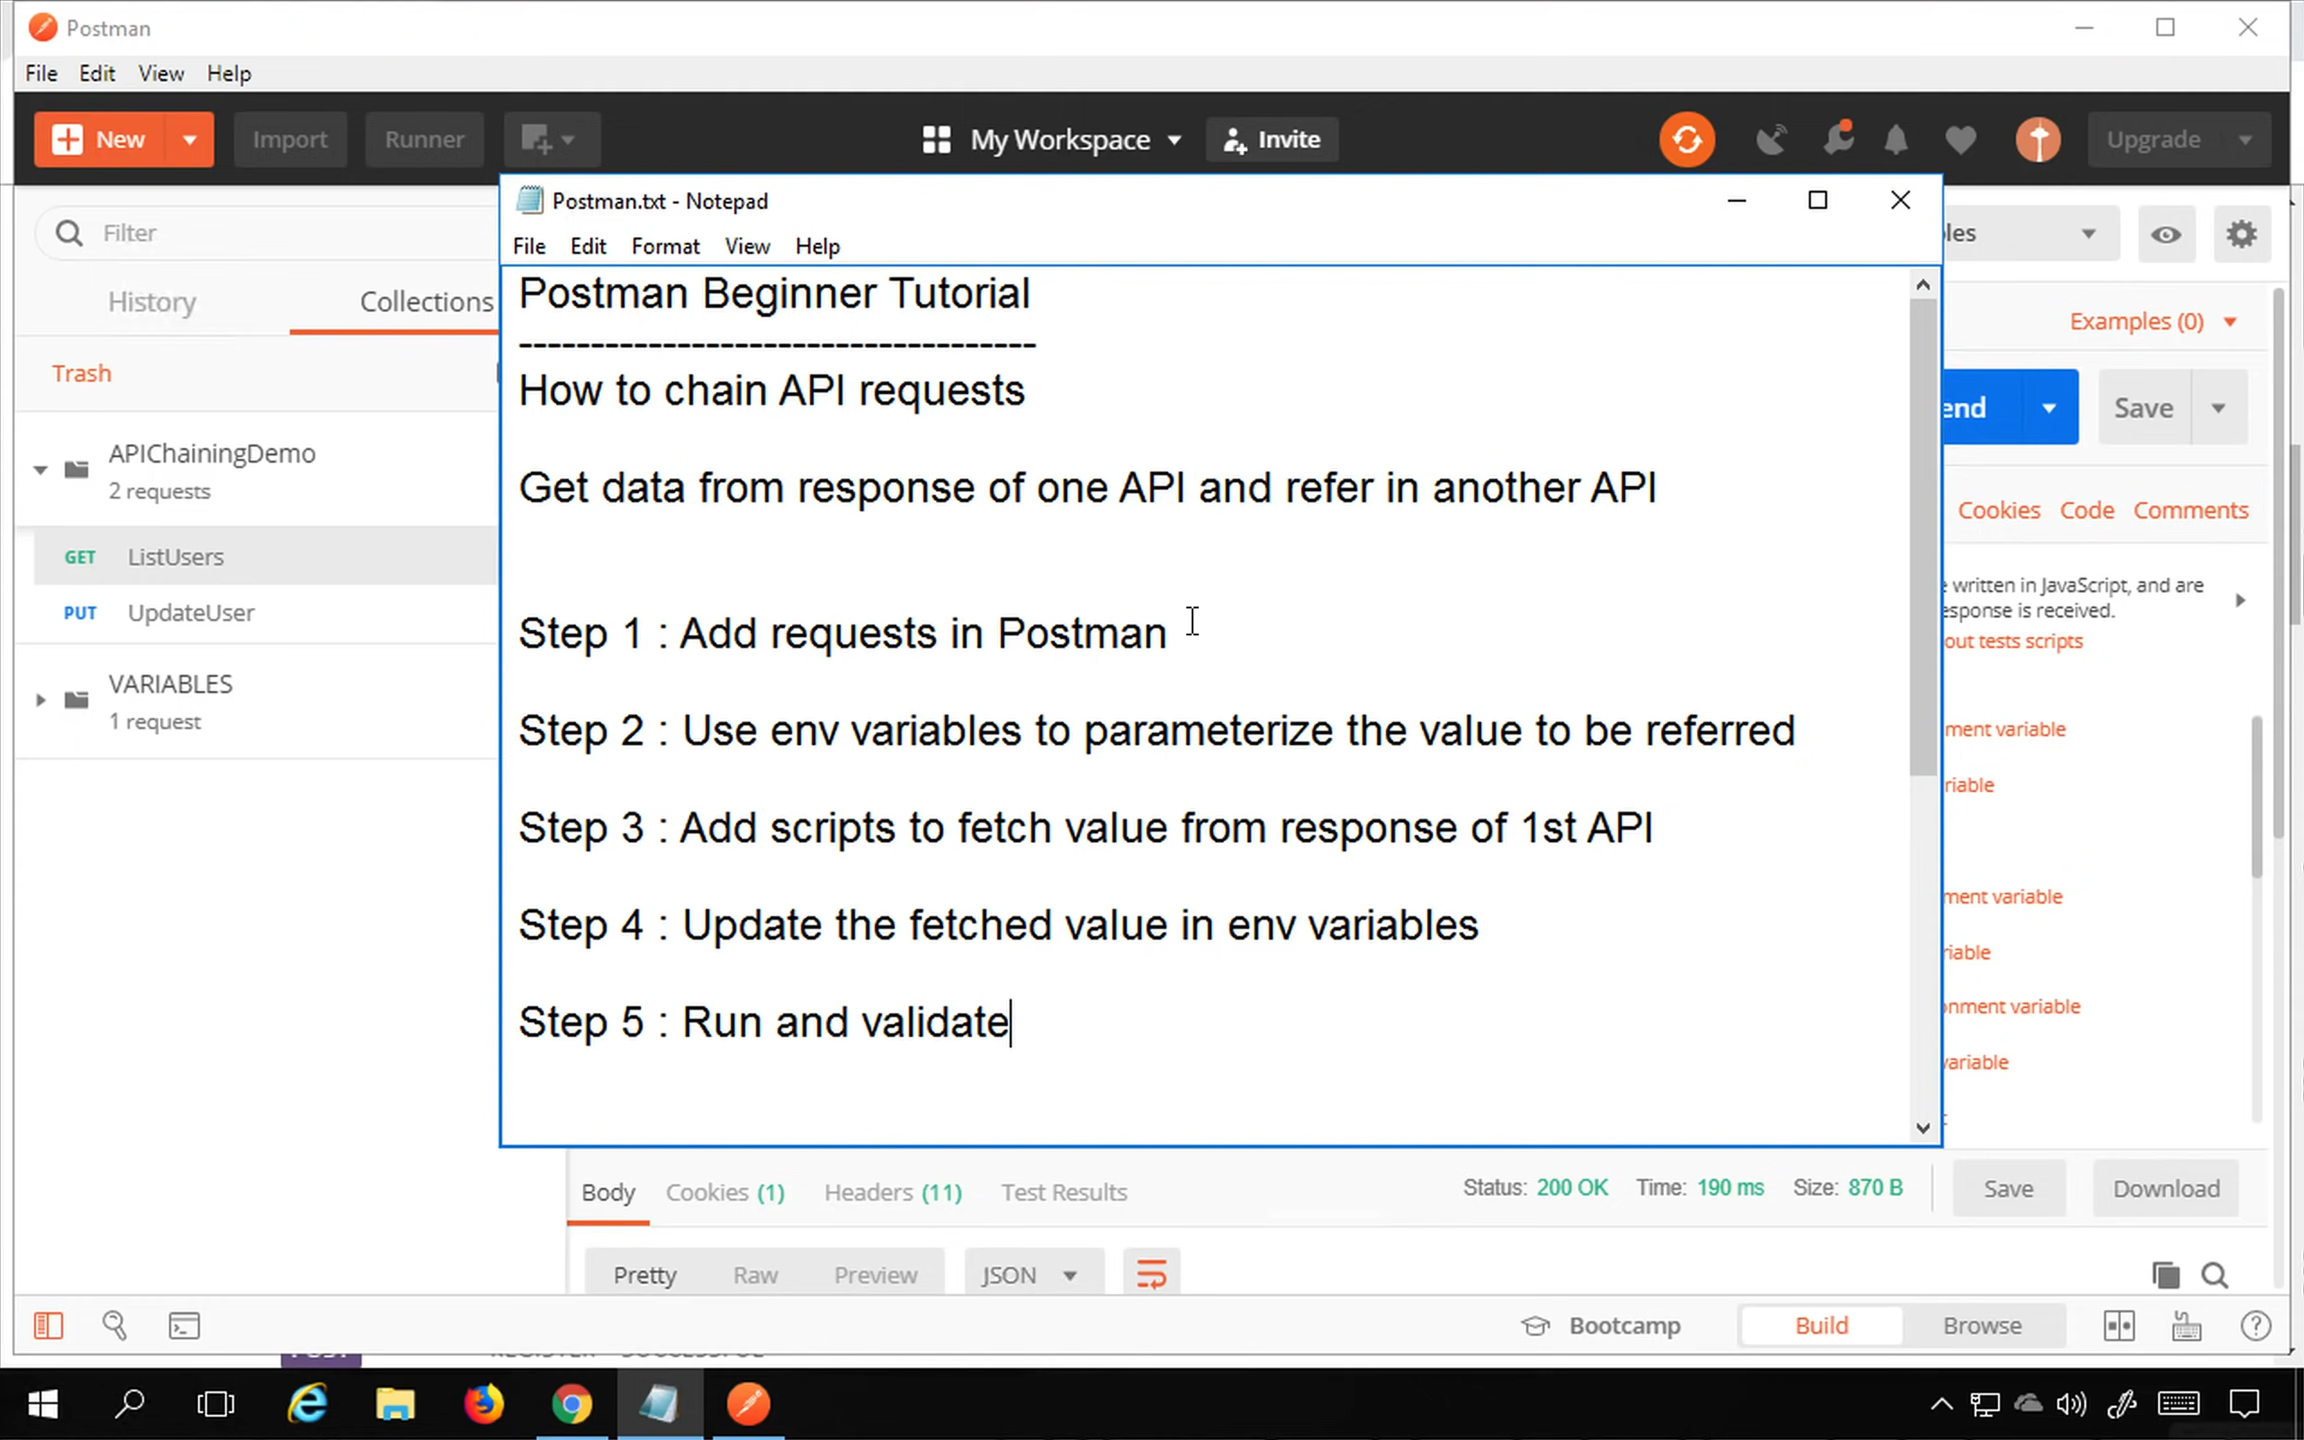 Postman
File Edit View Help
New Import Runner My Workspace Invite Upgrade
Postman.txt - Notepad
File Edit Format View Help
Filter
History Collections
Trash
APIChainingDemo
2 requests
GET ListUsers
PUT UpdateUser
VARIABLES
1 request
Postman Beginner Tutorial
------------------------------------
How to chain API requests
Get data from response of one API and refer in another API
Step 1 : Add requests in Postman
Step 2 : Use env variables to parameterize the value to be referred
Step 3 : Add scripts to fetch value from response of 1st API
Step 4 : Update the fetched value in env variables
Step 5 : Run and validate
les
Examples (0)
end Save
Cookies Code Comments
written in JavaScript, and are
esponse is received.
out tests scripts
ment variable
riable
ment variable
riable
onment variable
variable
Body Cookies (1) Headers (11) Test Results Status: 200 OK Time: 190 ms Size: 870 B Save Download
Pretty Raw Preview JSON
Bootcamp Build Browse